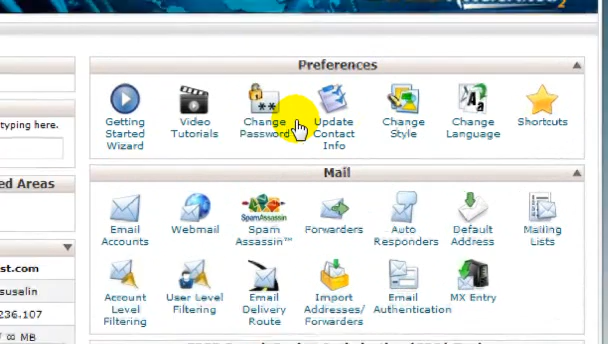 Preferences
typing here.
Getting Started Wizard
Video Tutorials
**
Change Password
Update Contact Info
Change Style
Aa
Change Language
Shortcuts
ed Areas
Mail
Email Accounts
Webmail
SpamAssassin
Spam Assassin™
Forwarders
Auto Responders
Default Address
Mailing Lists
st.com
susalin
236.107
∞ MB
Account Level Filtering
User Level Filtering
Email Delivery Route
Import Addresses/ Forwarders
Email Authentication
MX Entry